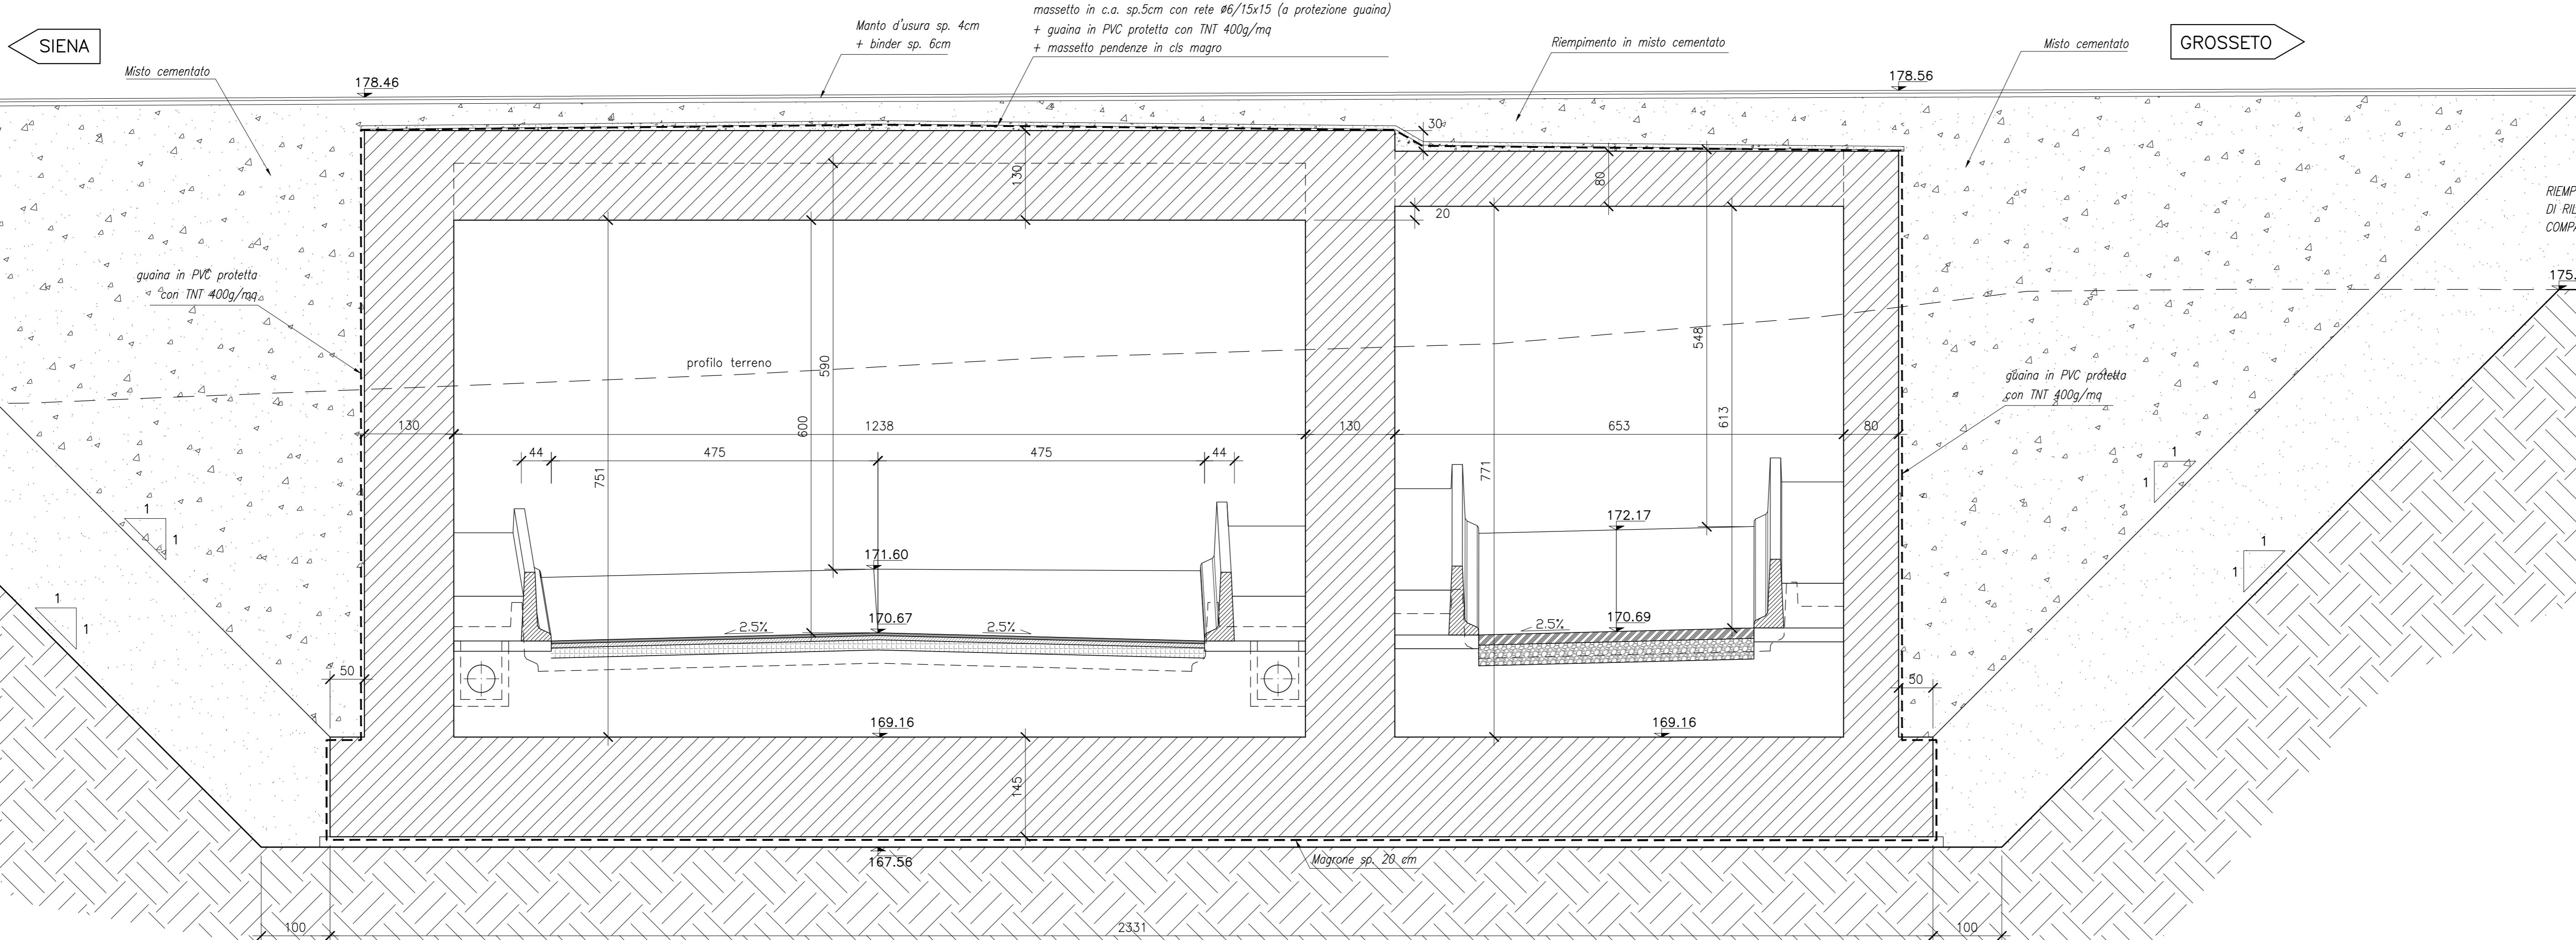 massetto in c.a. sp.5cm con rete ø6/15x15 (a protezione guaina)
+ guaina in PVC protetta con TNT 400g/mq
+ massetto pendenze in cls magro
Manto d'usura sp. 4cm
+ binder sp. 6cm
SIENA
Misto cementato
Riempimento in misto cementato
Misto cementato
GROSSETO
178.46
178.56
30
130
80
20
guaina in PVC protetta
con TNT 400g/mq
RIEMP
DI RIL
COMPA
175.
profilo terreno
590
548
guaina in PVC protetta
con TNT 400g/mq
130
1238
600
130
653
613
80
44
475
475
44
751
771
1
1
1
1
172.17
171.60
1
1
1
1
2.5%
170.67
2.5%
2.5%
170.69
50
50
169.16
169.16
145
167.56
Magrone sp. 20 cm
100
2331
100